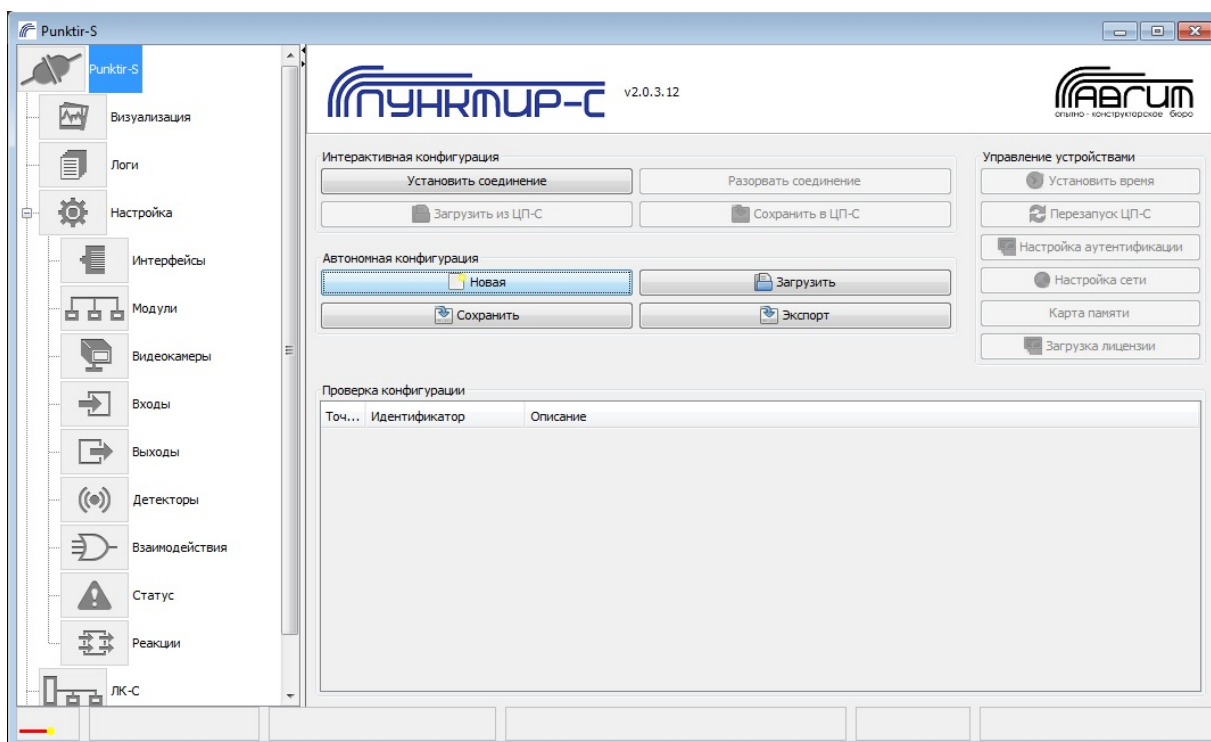 Punktir-S
Punktir-S
Визуализация
Логи
Настройка
Интерфейсы
Модули
Видеокамеры
Входы
Выходы
Детекторы
Взаимодействия
Статус
Реакции
ЛК-С
ПУНКТИР-С v2.0.3.12
АВГИТ
опытно-конструкторское бюро
Интерактивная конфигурация
Установить соединение Разорвать соединение
Загрузить из ЦП-С Сохранить в ЦП-С
Автономная конфигурация
Новая Загрузить
Сохранить Экспорт
Управление устройствами
Установить время
Перезапуск ЦП-С
Настройка аутентификации
Настройка сети
Карта памяти
Загрузка лицензии
Проверка конфигурации
Точ... Идентификатор Описание